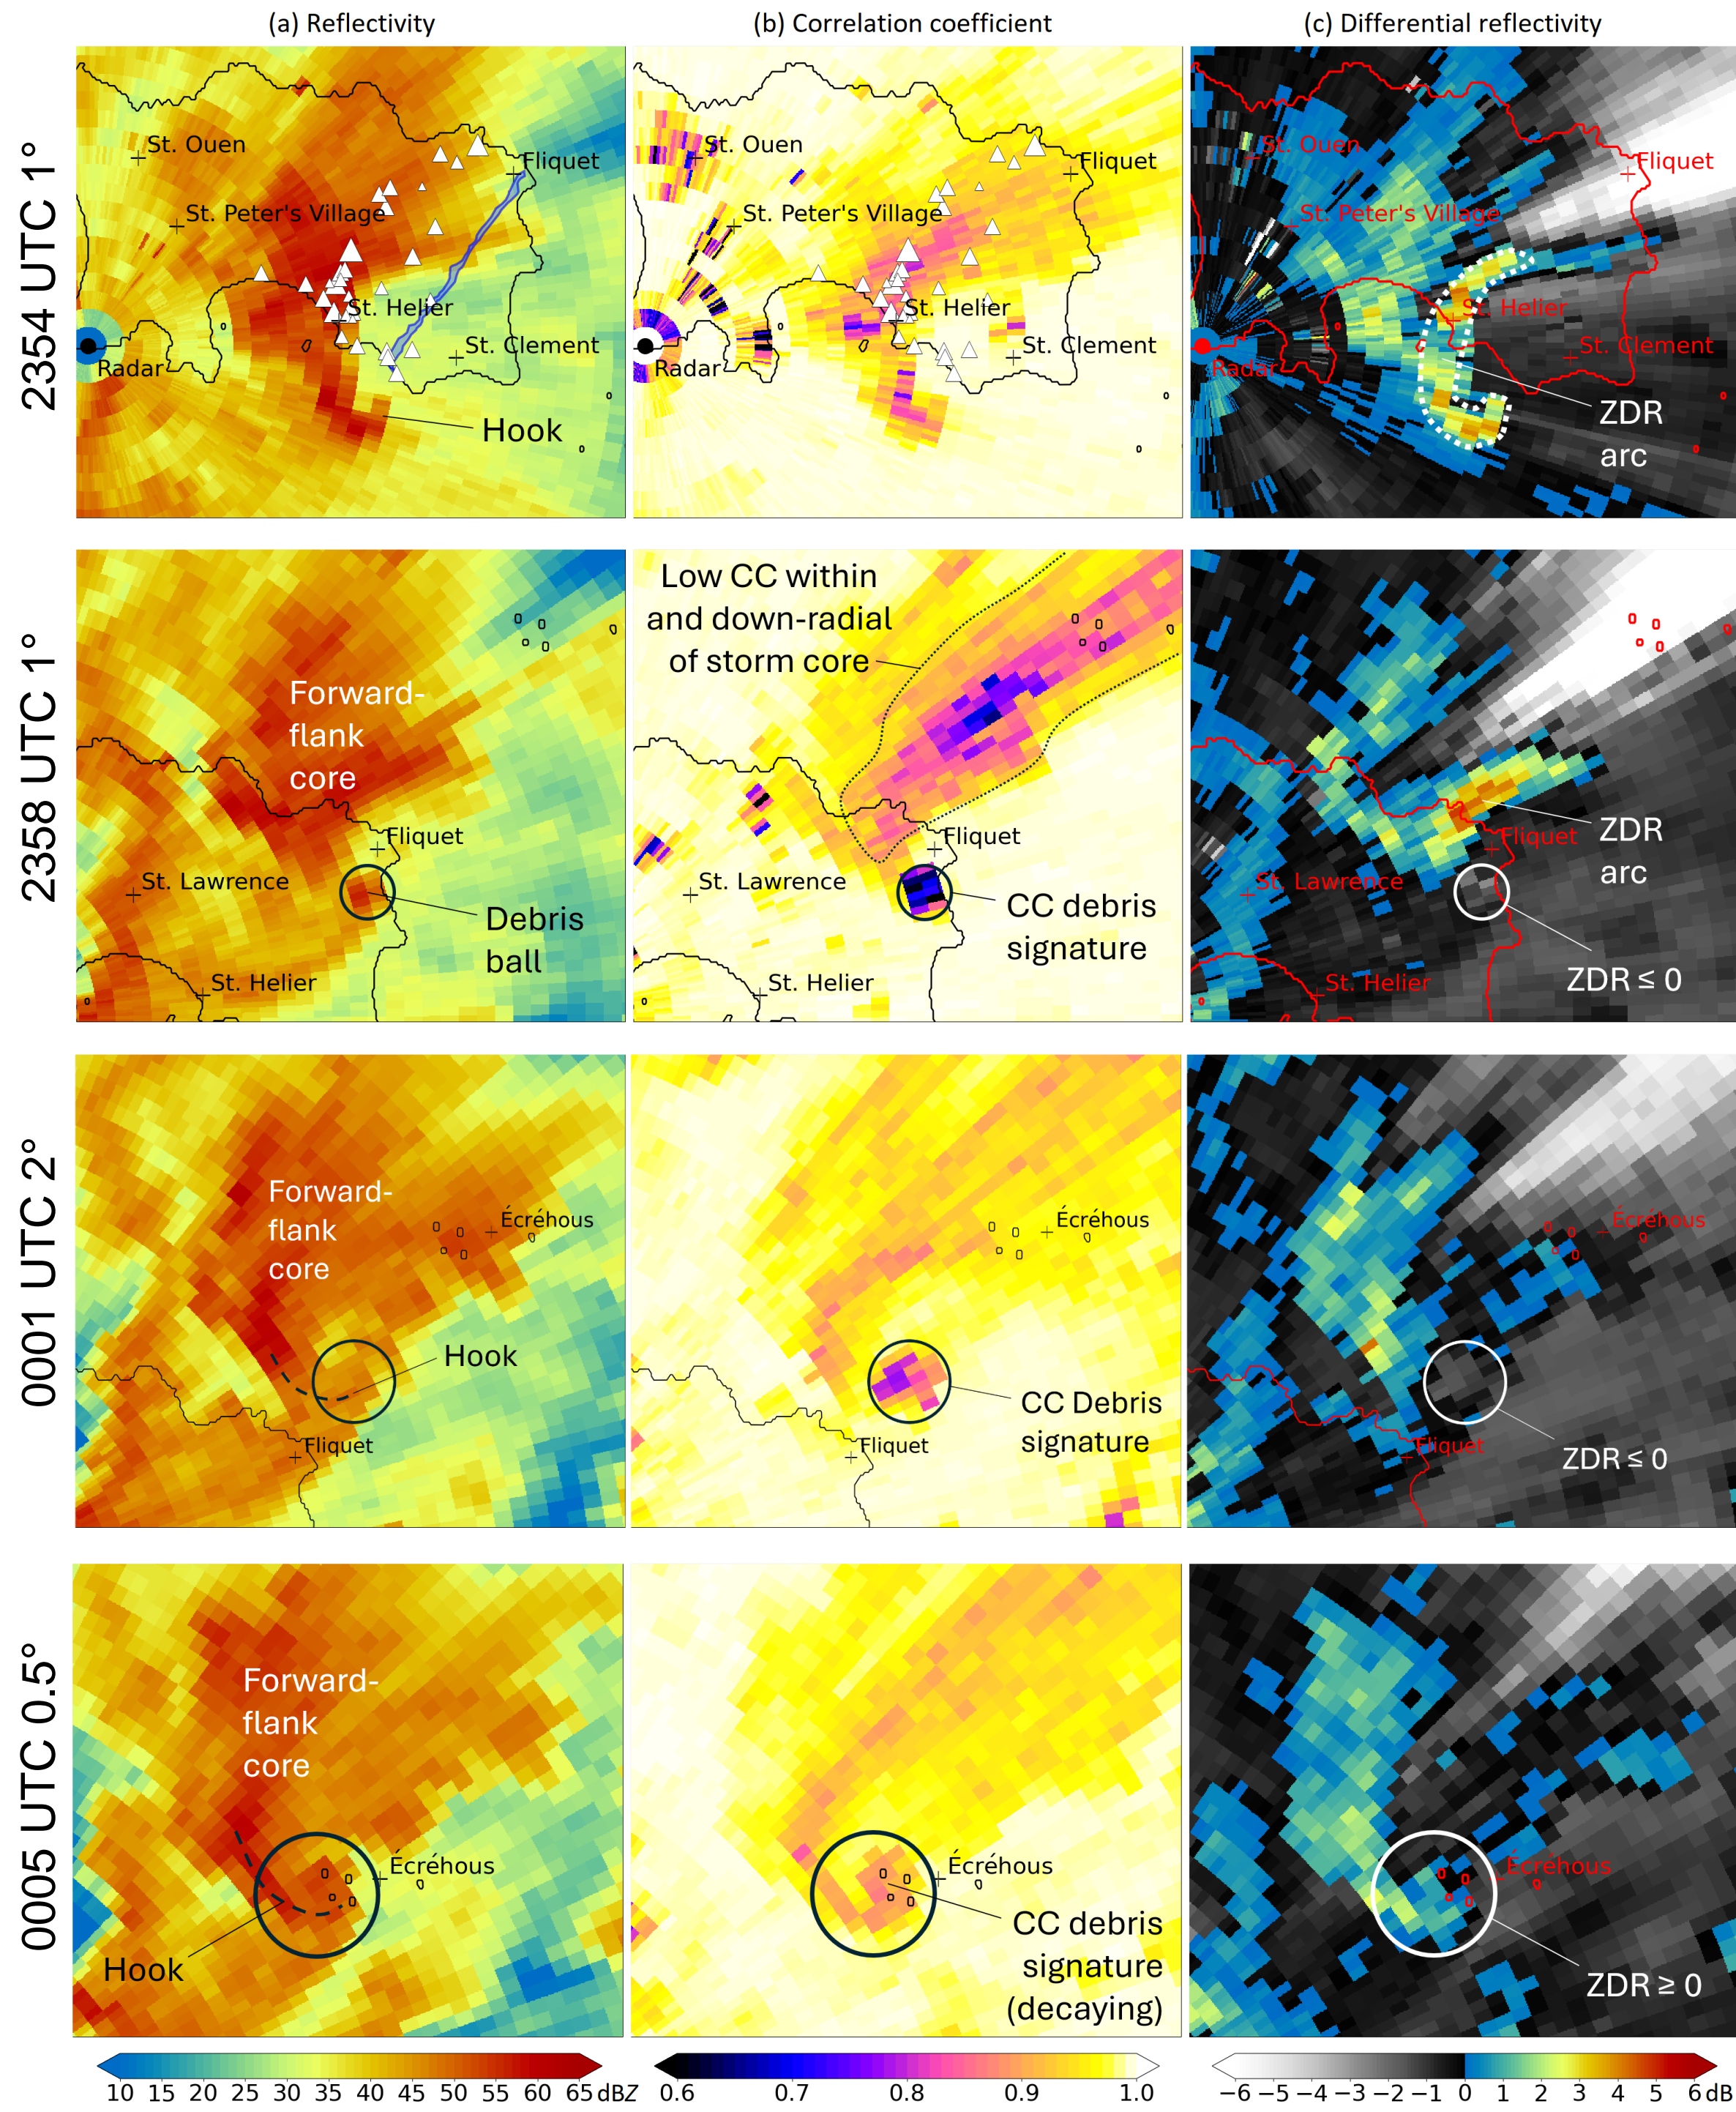 (a) Reflectivity
(b) Correlation coefficient
(c) Differential reflectivity
2354 UTC 1°
St. Ouen
Fliquet
St. Peter's Village
St. Helier
St. Clement
Radar
Hook
St. Ouen
Fliquet
St. Peter's Village
St. Helier
St. Clement
Radar
St. Ouen
Fliquet
St. Peter's Village
St. Helier
St. Clement
Radar
ZDR
arc
2358 UTC 1°
Forward-
flank
core
Fliquet
St. Lawrence
Debris
ball
St. Helier
Low CC within
and down-radial
of storm core
Fliquet
St. Lawrence
CC debris
signature
St. Helier
ZDR
arc
Fliquet
St. Lawrence
ZDR ≤ 0
St. Helier
0001 UTC 2°
Forward-
flank
core
Écréhous
Hook
Fliquet
Écréhous
CC Debris
signature
Fliquet
Écréhous
Fliquet
ZDR ≤ 0
0005 UTC 0.5°
Forward-
flank
core
Écréhous
Hook
Écréhous
CC debris
signature
(decaying)
Écréhous
ZDR ≥ 0
10 15 20 25 30 35 40 45 50 55 60 65 dBZ
0.6 0.7 0.8 0.9 1.0
−6 −5 −4 −3 −2 −1 0 1 2 3 4 5 6 dB